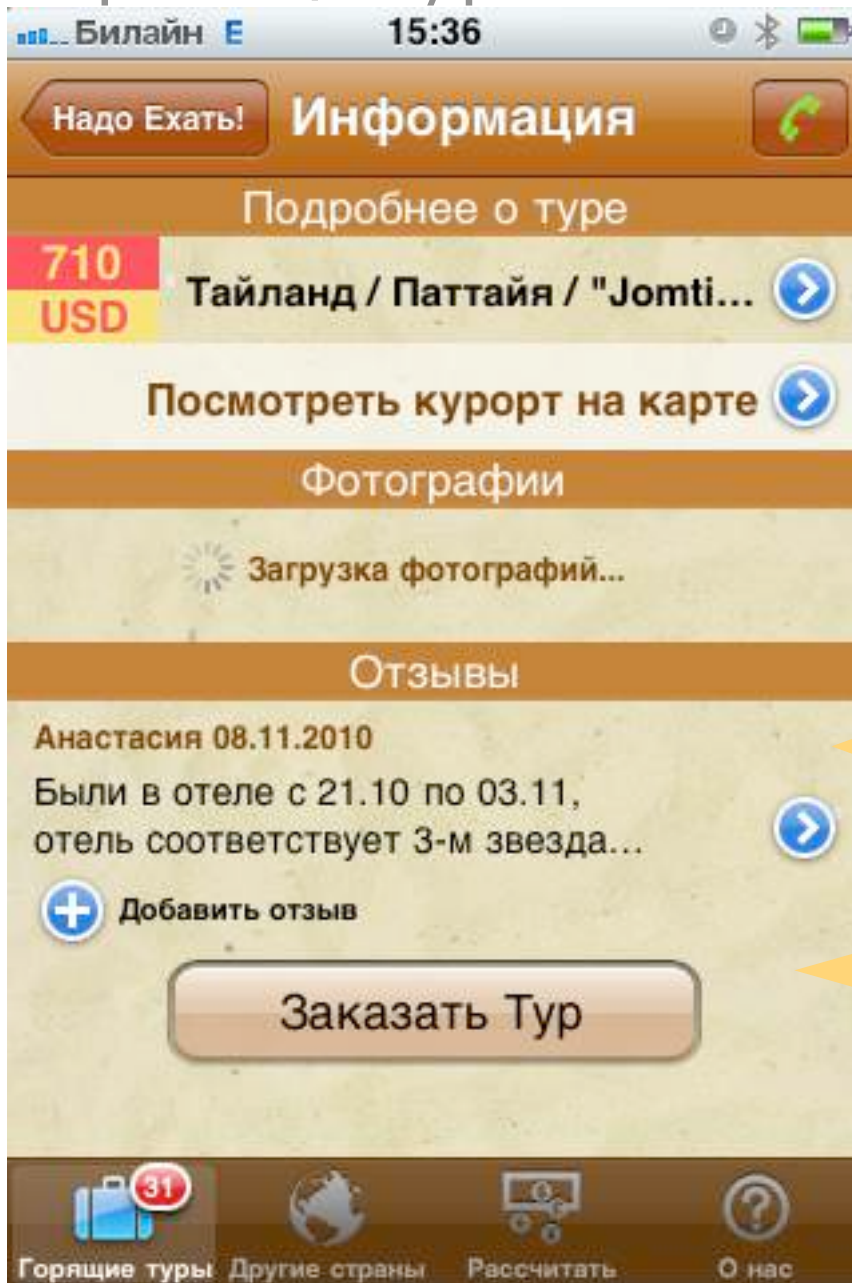 Билайн E 15:36
Надо Ехать! Информация
Подробнее о туре
710
USD
Тайланд / Паттайя / "Jomti...
Посмотреть курорт на карте
Фотографии
Загрузка фотографий...
Отзывы
Анастасия 08.11.2010
Были в отеле с 21.10 по 03.11,
отель соответствует 3-м звезда...
Добавить отзыв
Заказать Тур
31
Горящие туры Другие страны Рассчитать О нас